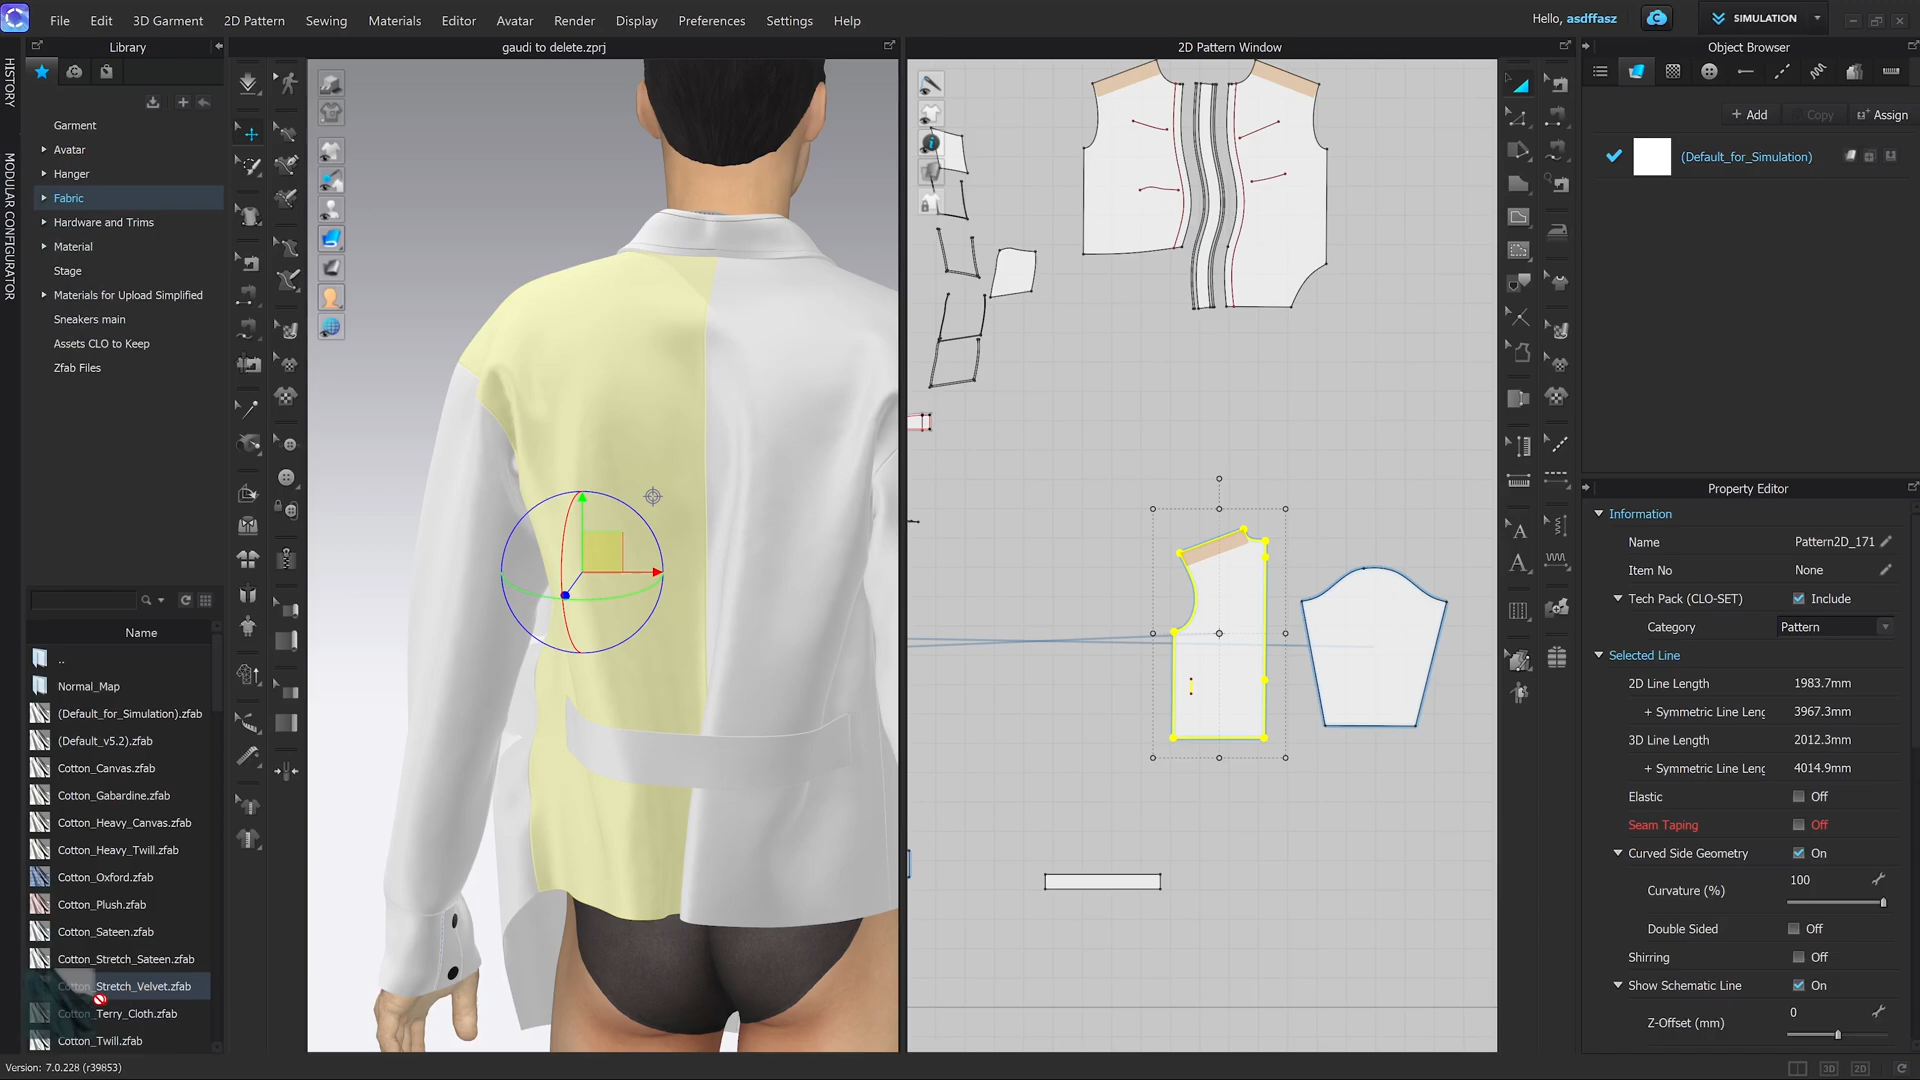 File Edit 3D Garment 2D Pattern Sewing Materials Editor Avatar Render Display Preferences Settings Help
Hello, asdffasz
SIMULATION
Library
gaudi to delete.zprj
2D Pattern Window
Object Browser
HISTORY
MODULAR CONFIGURATOR
+ Add
Copy
Assign
(Default_for_Simulation)
Garment
Avatar
Hanger
Fabric
Hardware and Trims
Material
Stage
Materials for Upload Simplified
Sneakers main
Assets CLO to Keep
Zfab Files
Name
..
Normal_Map
(Default_for_Simulation).zfab
(Default_v5.2).zfab
Cotton_Canvas.zfab
Cotton_Gabardine.zfab
Cotton_Heavy_Canvas.zfab
Cotton_Heavy_Twill.zfab
Cotton_Oxford.zfab
Cotton_Plush.zfab
Cotton_Sateen.zfab
Cotton_Stretch_Sateen.zfab
Cotton_Stretch_Velvet.zfab
Cotton_Terry_Cloth.zfab
Cotton_Twill.zfab
Property Editor
Information
Name Pattern2D_171
Item No None
Tech Pack (CLO-SET) Include
Category Pattern
Selected Line
2D Line Length 1983.7mm
+ Symmetric Line Leng 3967.3mm
3D Line Length 2012.3mm
+ Symmetric Line Leng 4014.9mm
Elastic Off
Seam Taping Off
Curved Side Geometry On
Curvature (%) 100
Double Sided Off
Shirring Off
Show Schematic Line On
Z-Offset (mm) 0
Version: 7.0.228 (r39853)
3D 2D